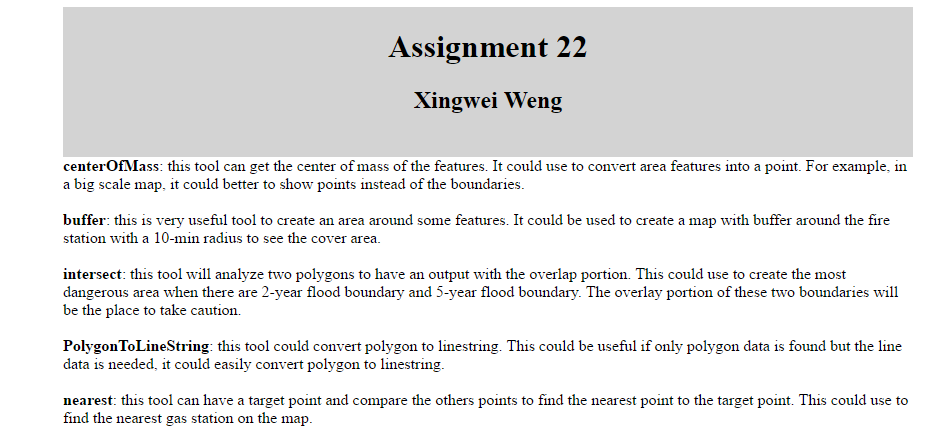 Assignment 22
Xingwei Weng
centerOfMass: this tool can get the center of mass of the features. It could use to convert area features into a point. For example, in
a big scale map, it could better to show points instead of the boundaries.
buffer: this is very useful tool to create an area around some features. It could be used to create a map with buffer around the fire
station with a 10-min radius to see the cover area.
intersect: this tool will analyze two polygons to have an output with the overlap portion. This could use to create the most
dangerous area when there are 2-year flood boundary and 5-year flood boundary. The overlay portion of these two boundaries will
be the place to take caution.
PolygonToLineString: this tool could convert polygon to linestring. This could be useful if only polygon data is found but the line
data is needed, it could easily convert polygon to linestring.
nearest: this tool can have a target point and compare the others points to find the nearest point to the target point. This could use to
find the nearest gas station on the map.